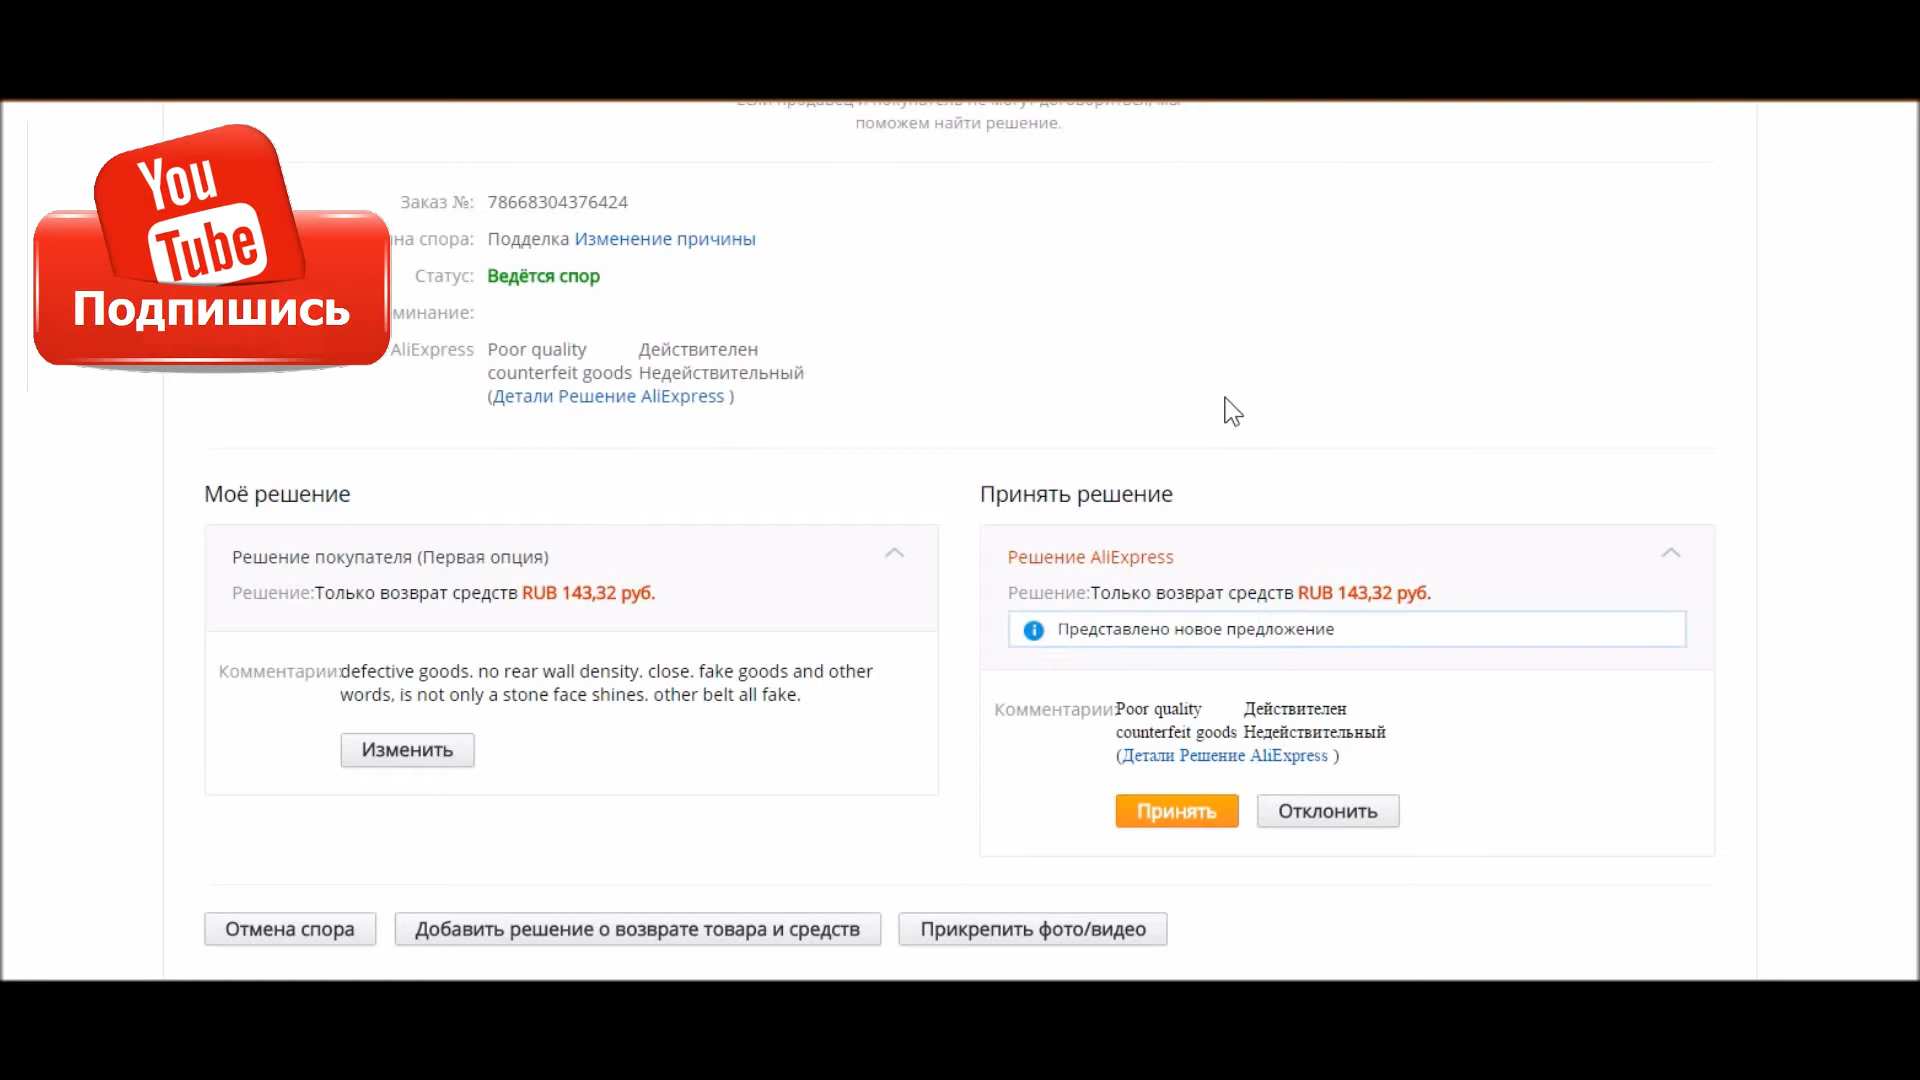 поможем найти решение.
You
Tube
Подпишись
Заказ №: 78668304376424
на спора: Подделка Изменение причины
Статус: Ведётся спор
минание:
AliExpress Poor quality Действителен
counterfeit goods Недействительный
(Детали Решение AliExpress )
Моё решение
Решение покупателя (Первая опция)
Решение:Только возврат средств RUB 143,32 руб.
Комментарии:defective goods. no rear wall density. close. fake goods and other
words, is not only a stone face shines. other belt all fake.
Изменить
Принять решение
Решение AliExpress
Решение:Только возврат средств RUB 143,32 руб.
Представлено новое предложение
Комментарии:Poor quality Действителен
counterfeit goods Недействительный
(Детали Решение AliExpress )
Принять Отклонить
Отмена спора Добавить решение о возврате товара и средств Прикрепить фото/видео